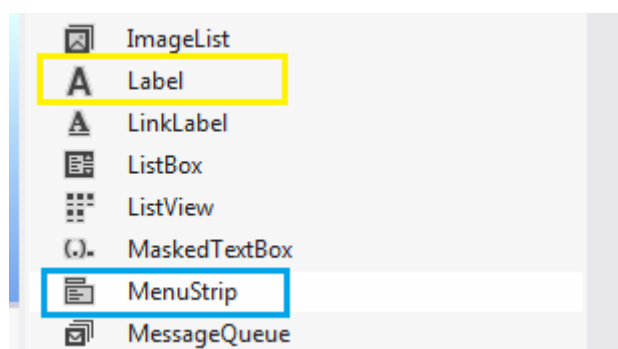 ImageList
Label
LinkLabel
ListBox
ListView
MaskedTextBox
MenuStrip
MessageQueue